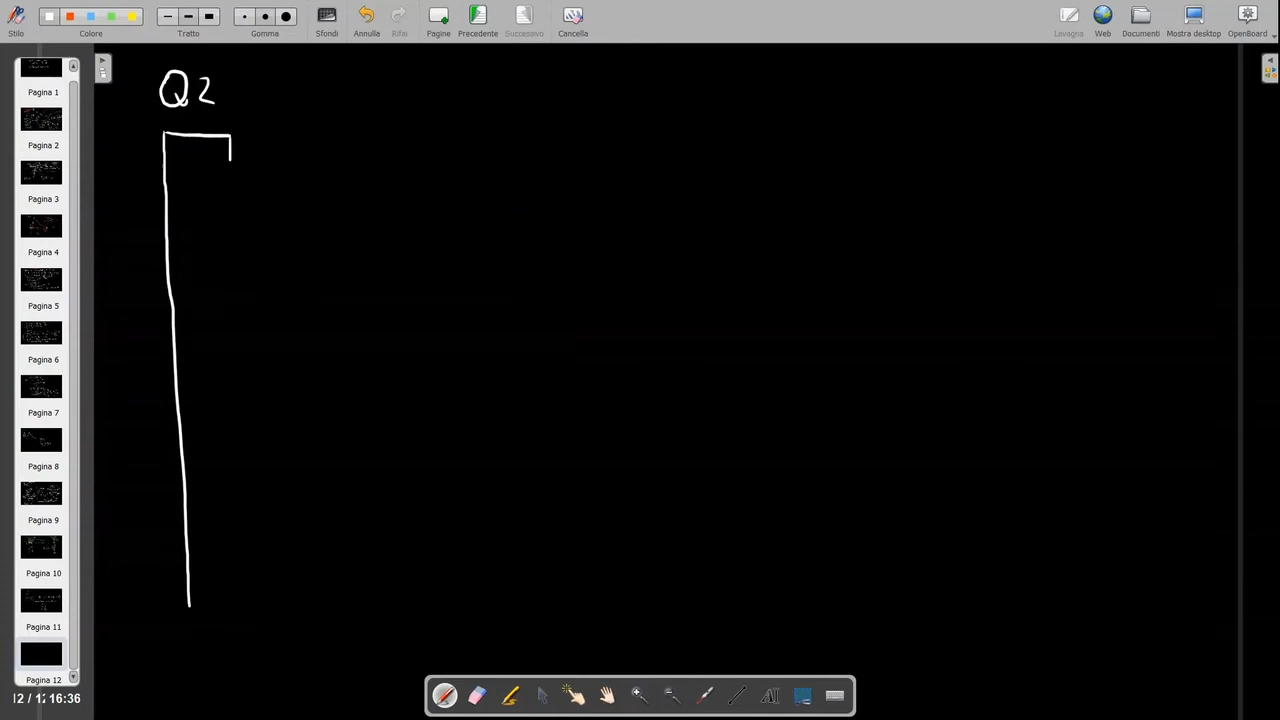 Stilo Colore Tratto Gomma Sfondi Annulla Rifai Pagine Precedente Successivo Cancella Lavagna Web Documenti Mostra desktop OpenBoard
Q2
Pagina 1
Pagina 2
Pagina 3
Pagina 4
Pagina 5
Pagina 6
Pagina 7
Pagina 8
Pagina 9
Pagina 10
Pagina 11
Pagina 12
16:36